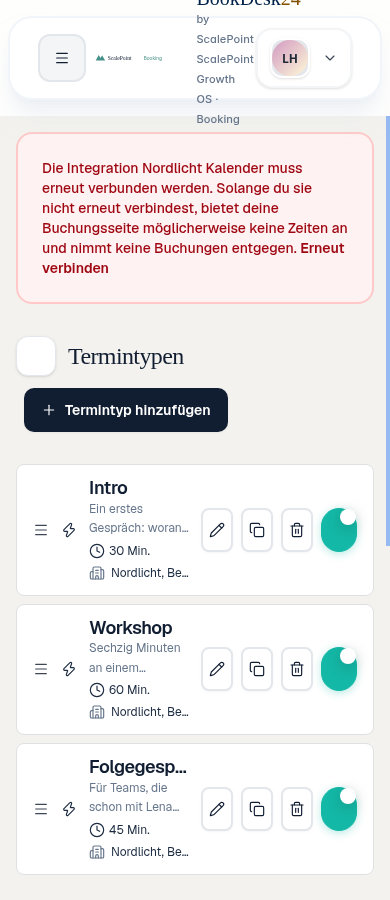 BookDesk24
by
ScalePoint
ScalePoint
Growth
OS ·
Booking
ScalePoint Booking
LH
Die Integration Nordlicht Kalender muss
erneut verbunden werden. Solange du sie
nicht erneut verbindest, bietet deine
Buchungsseite möglicherweise keine Zeiten an
und nimmt keine Buchungen entgegen. Erneut
verbinden
Termintypen
Termintyp hinzufügen
Intro
Ein erstes
Gespräch: woran...
30 Min.
Nordlicht, Be...
Workshop
Sechzig Minuten
an einem...
60 Min.
Nordlicht, Be...
Folgegesp...
Für Teams, die
schon mit Lena...
45 Min.
Nordlicht, Be...